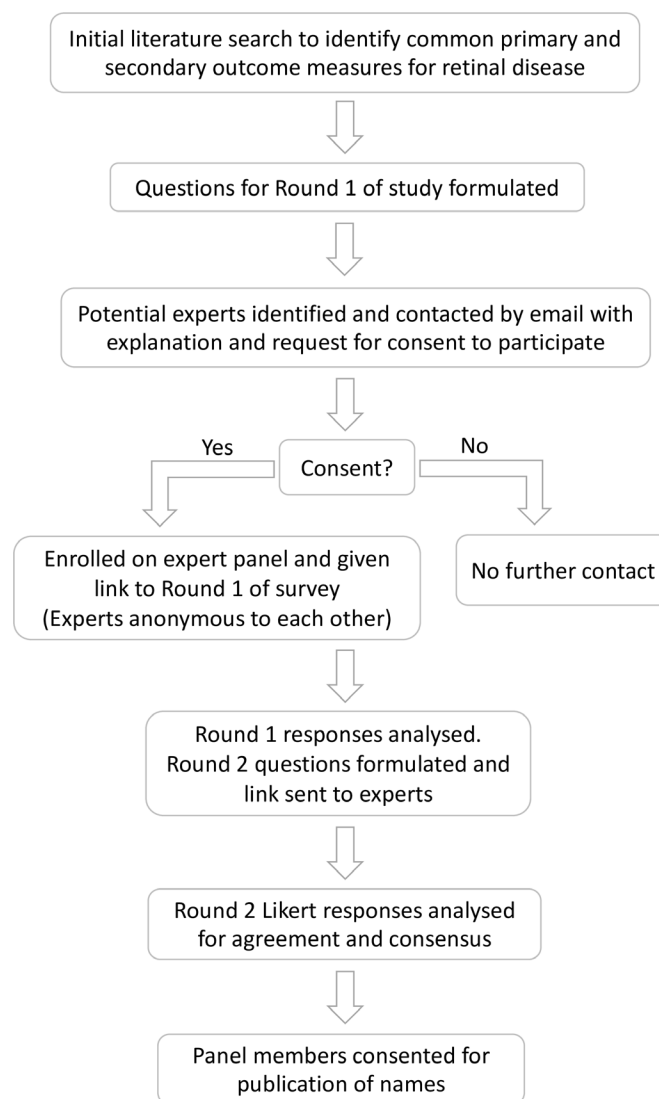 Initial literature search to identify common primary and
secondary outcome measures for retinal disease
Questions for Round 1 of study formulated
Potential experts identified and contacted by email with
explanation and request for consent to participate
Yes
No
Consent?
Enrolled on expert panel and given
link to Round 1 of survey
(Experts anonymous to each other)
No further contact
Round 1 responses analysed.
Round 2 questions formulated and
link sent to experts
Round 2 Likert responses analysed
for agreement and consensus
Panel members consented for
publication of names